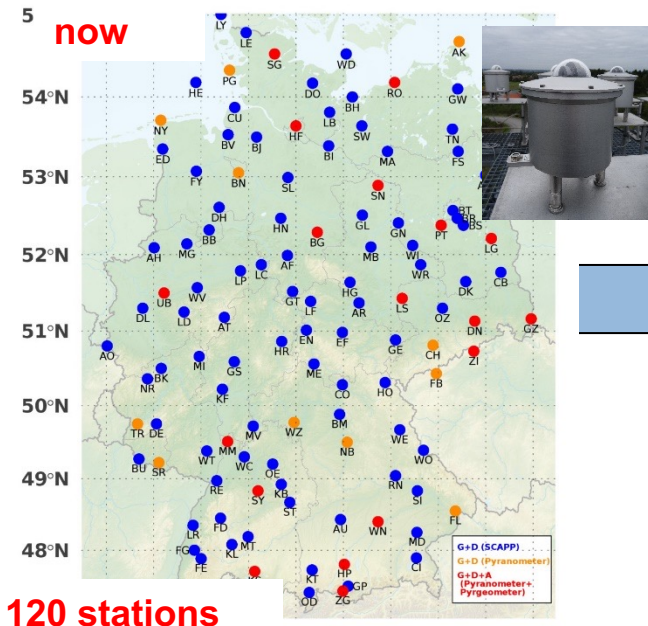 5
now
LY
LE
SG
WD
AK
PG
54°N
HE
DO
BH
RO
GW
NY
CU
LB
HF
SW
TN
BV
BJ
ED
BI
MA
FS
53°N
FY
BN
SL
SN
DH
HN
GL
BT
BR
BS
BB
BG
GN
PT
LG
52°N
AH
MG
MB
WI
AF
LC
WR
LP
CB
UB
WV
GT
HG
DK
LF
AR
LS
DL
LD
AT
OZ
DN
GZ
51°N
EN
EF
AO
HR
GE
CH
ZI
MI
GS
ME
BK
FB
NR
KF
CO
HO
50°N
TR
DE
MV
WZ
BM
WE
NB
MM
WT
WC
WO
BU
SR
OE
49°N
RE
KB
RN
SY
ST
SI
FL
FD
LR
AU
WN
MT
MD
48°N
FG
KL
FE
HP
CI
KT
GP
OD
ZG
G+D (SCAPP)
G+D (Pyranometer)
G+D+A
(Pyranometer+
Pyrgeometer)
120 stations